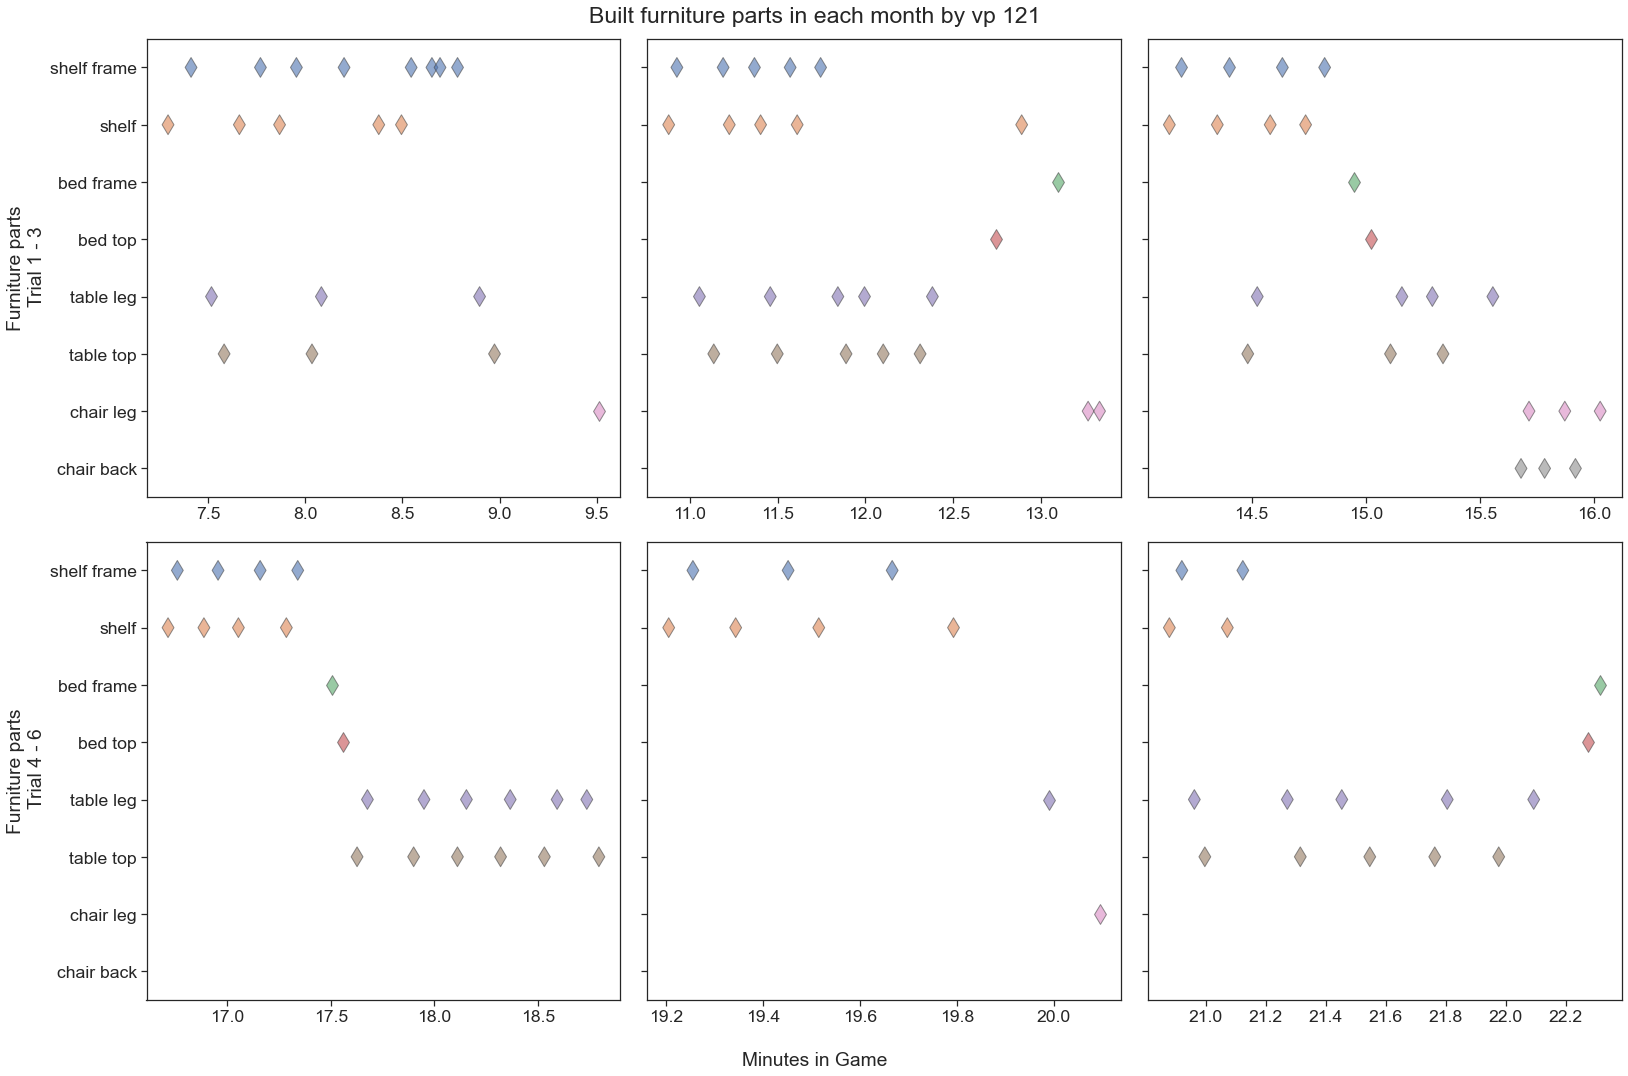 Built furniture parts in each month by vp 121
Furniture parts
Trial 1 - 3
shelf frame
shelf
bed frame
bed top
table leg
table top
chair leg
chair back
7.5 8.0 8.5 9.0 9.5
11.0 11.5 12.0 12.5 13.0
14.5 15.0 15.5 16.0
Furniture parts
Trial 4 - 6
shelf frame
shelf
bed frame
bed top
table leg
table top
chair leg
chair back
17.0 17.5 18.0 18.5
19.2 19.4 19.6 19.8 20.0
21.0 21.2 21.4 21.6 21.8 22.0 22.2
Minutes in Game